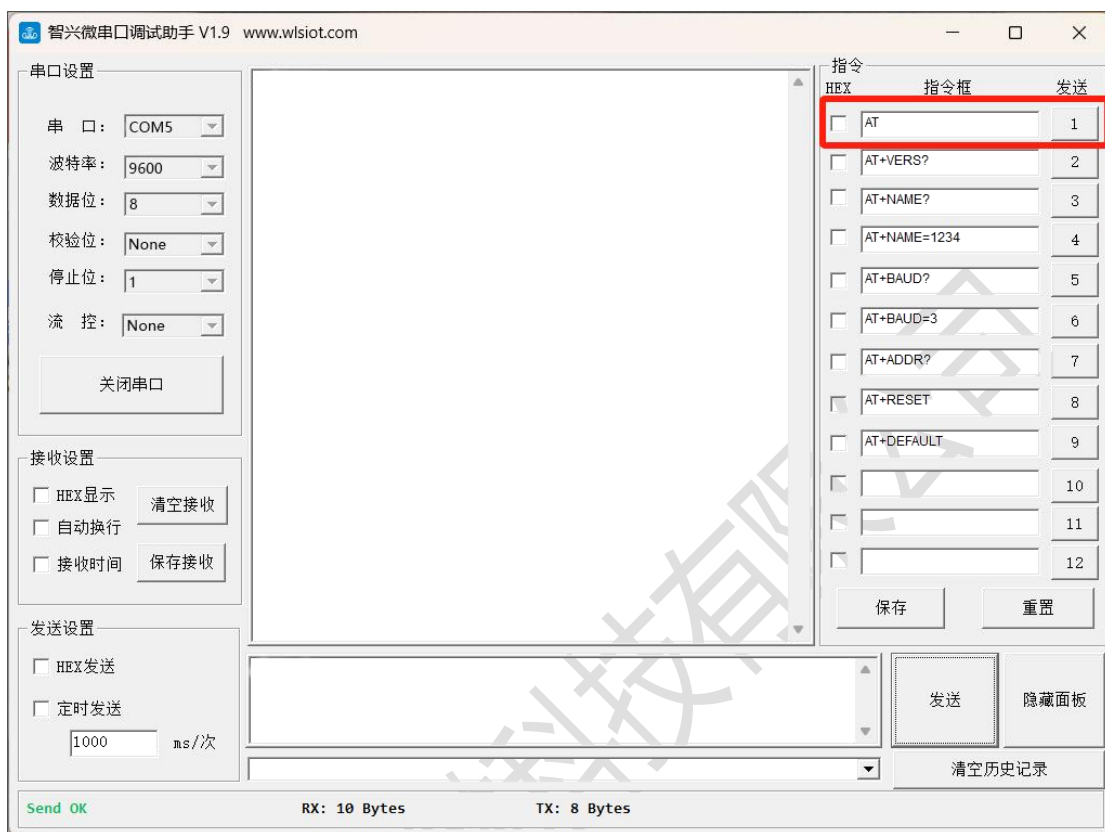 智兴微串口调试助手 V1.9 www.wlsiot.com
串口设置
串 口： COM5
波特率： 9600
数据位： 8
校验位： None
停止位： 1
流 控： None
关闭串口
接收设置
HEX显示
清空接收
自动换行
接收时间
保存接收
发送设置
HEX发送
定时发送
1000 ms/次
指令
HEX 指令框 发送
AT 1
AT+VERS? 2
AT+NAME? 3
AT+NAME=1234 4
AT+BAUD? 5
AT+BAUD=3 6
AT+ADDR? 7
AT+RESET 8
AT+DEFAULT 9
10
11
12
保存 重置
发送 隐藏面板
清空历史记录
Send OK RX: 10 Bytes TX: 8 Bytes
科技有限公司